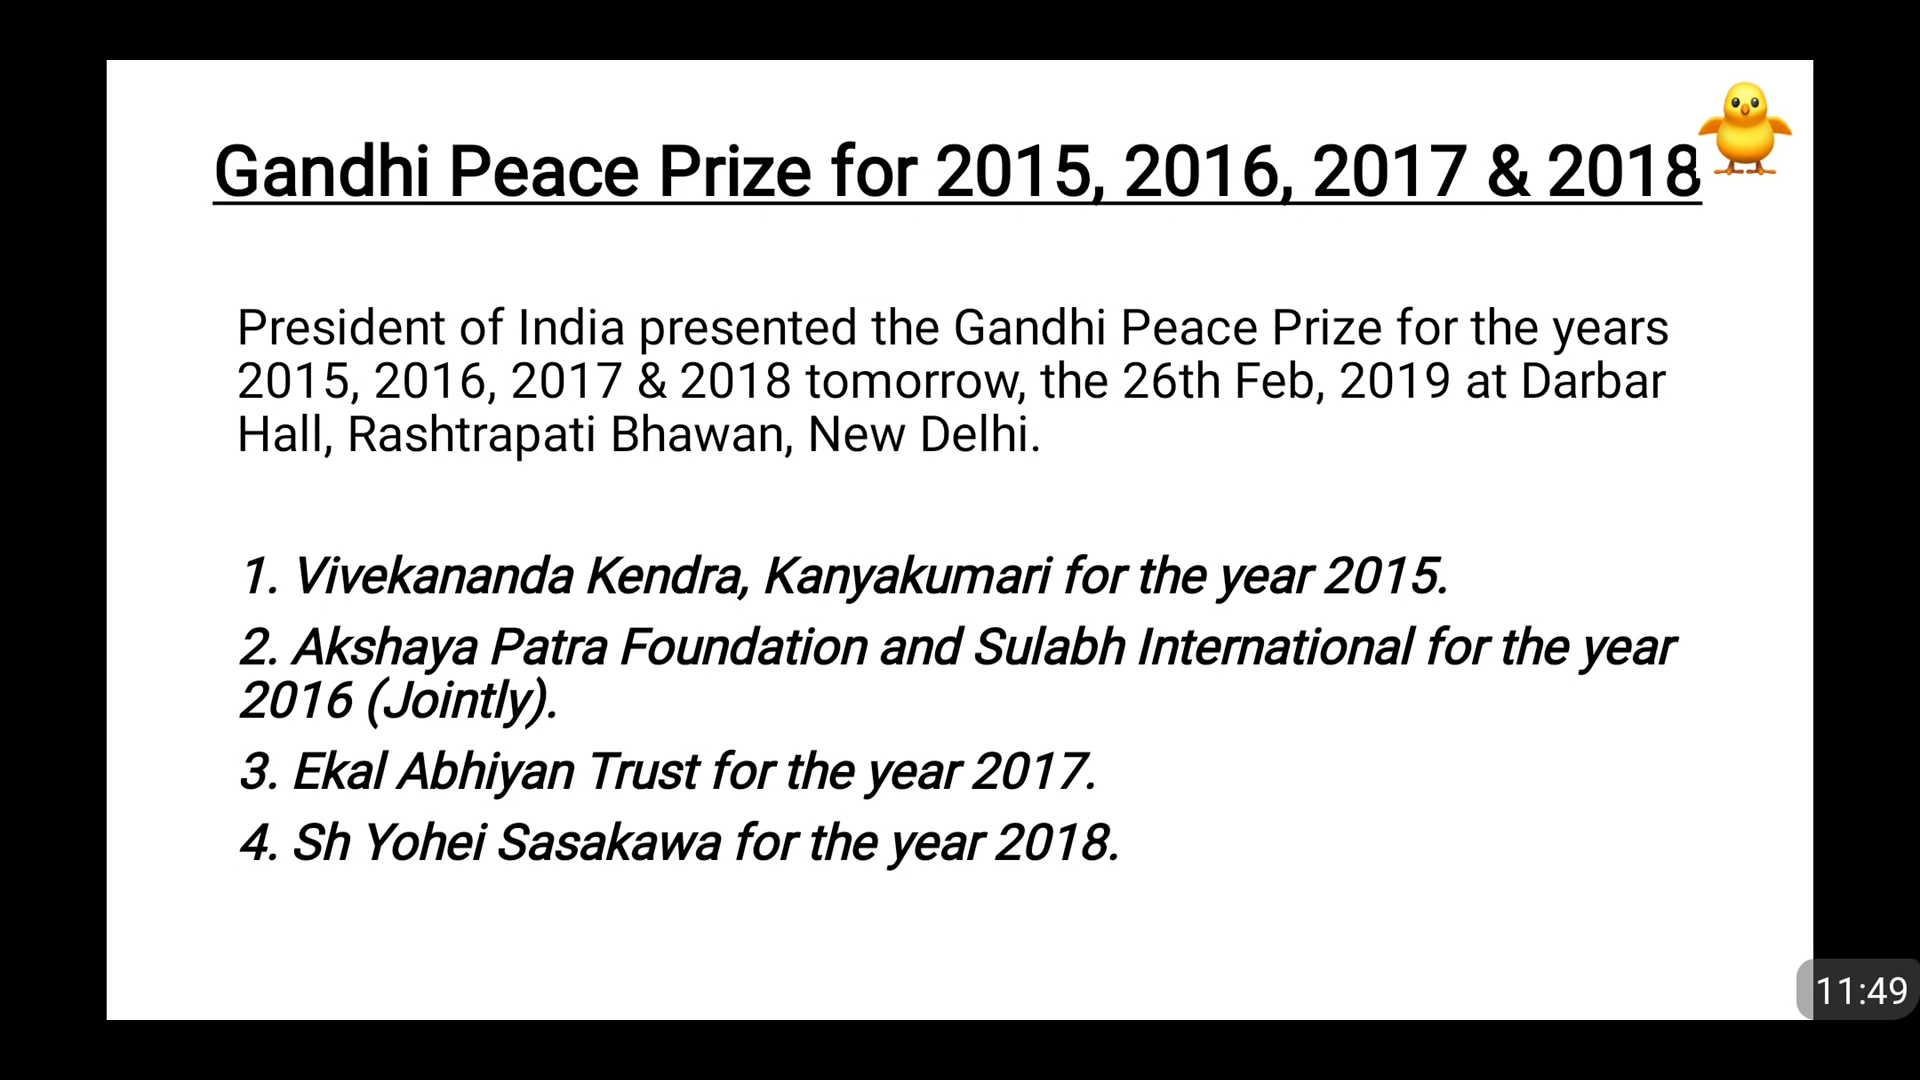 Gandhi Peace Prize for 2015, 2016, 2017 & 2018
President of India presented the Gandhi Peace Prize for the years
2015, 2016, 2017 & 2018 tomorrow, the 26th Feb, 2019 at Darbar
Hall, Rashtrapati Bhawan, New Delhi.
1. Vivekananda Kendra, Kanyakumari for the year 2015.
2. Akshaya Patra Foundation and Sulabh International for the year
2016 (Jointly).
3. Ekal Abhiyan Trust for the year 2017.
4. Sh Yohei Sasakawa for the year 2018.
11:49